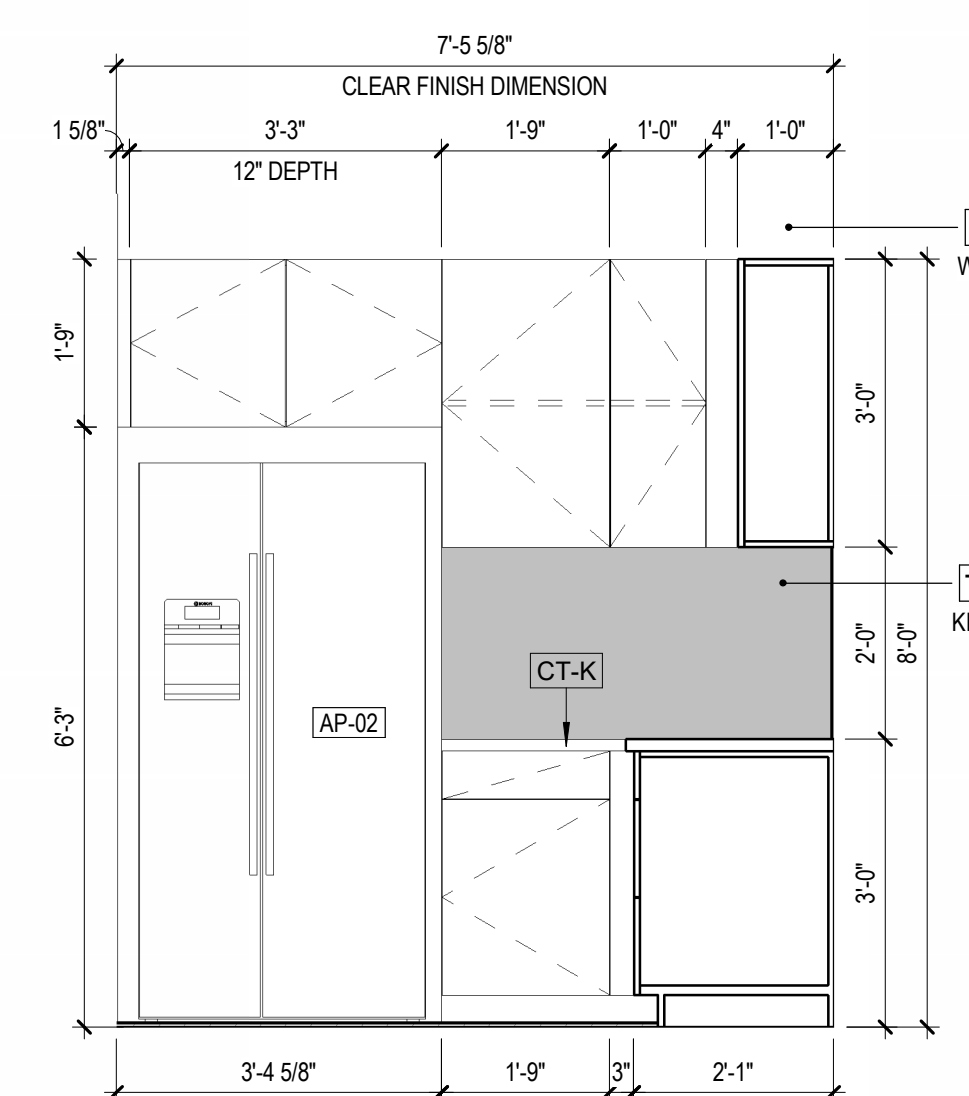 7'-5 5/8"
CLEAR FINISH DIMENSION
1 5/8"
3'-3"
1'-9"
1'-0"
4"
1'-0"
12" DEPTH
W
1'-9"
3'-0"
KI
2'-0"
8'-0"
CT-K
AP-02
6'-3"
3'-0"
3'-4 5/8"
1'-9"
3"
2'-1"